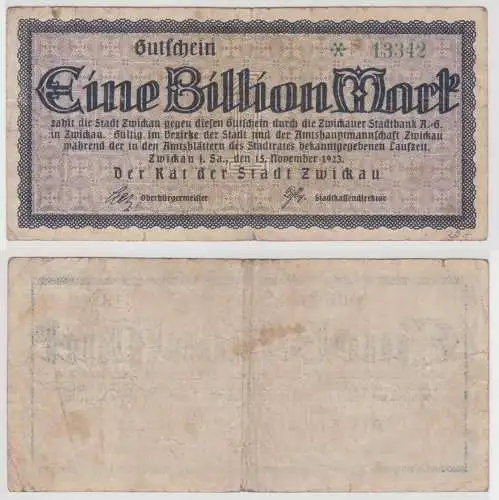 Gutschein * 13342
Eine Billion Mark
zahlt die Stadt Zwickau gegen diesen Gutschein durch die Zwickauer Stadtbank A.-G.
in Zwickau. Gültig im Bezirke der Stadt und der Amtshauptmannschaft Zwickau
während der in den Amtsblättern des Stadtrates bekanntgegebenen Laufzeit.
Zwickau i. Sa., den 15. November 1923.
Der Rat der Stadt Zwickau
Oberbürgermeister Stadtkassendirektor